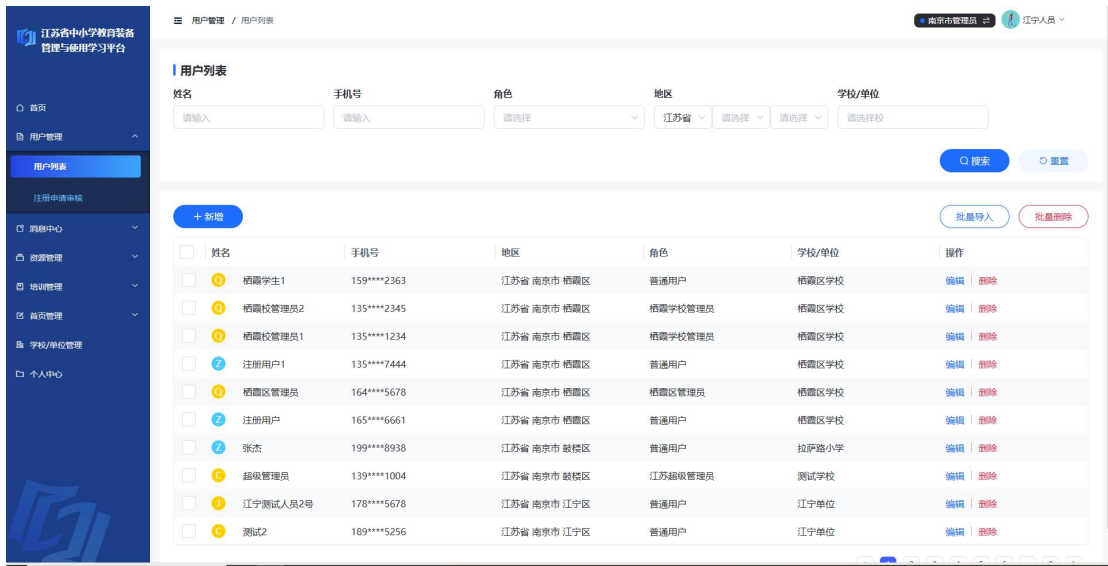 江苏省中小学教育装备
管理与使用学习平台
首页
用户管理
用户列表
注册申请审核
消息中心
资源管理
培训管理
首页管理
学校/单位管理
个人中心
用户管理 / 用户列表
南京市管理员
江宁人员
用户列表
姓名 手机号 角色 地区 学校/单位
请输入 请输入 请选择 江苏省 请选择 请选择 请选择校
搜索 重置
+ 新增 批量导入 批量删除
姓名 手机号 地区 角色 学校/单位 操作
Q 栖霞学生1 159****2363 江苏省 南京市 栖霞区 普通用户 栖霞区学校 编辑 删除
Q 栖霞校管理员2 135****2345 江苏省 南京市 栖霞区 栖霞学校管理员 栖霞区学校 编辑 删除
Q 栖霞校管理员1 135****1234 江苏省 南京市 栖霞区 栖霞学校管理员 栖霞区学校 编辑 删除
Z 注册用户1 135****7444 江苏省 南京市 栖霞区 普通用户 栖霞区学校 编辑 删除
Q 栖霞区管理员 164****5678 江苏省 南京市 栖霞区 栖霞区管理员 栖霞区学校 编辑 删除
Z 注册用户 165****6661 江苏省 南京市 栖霞区 普通用户 栖霞区学校 编辑 删除
Z 张杰 199****8938 江苏省 南京市 鼓楼区 普通用户 拉萨路小学 编辑 删除
C 超级管理员 139****1004 江苏省 南京市 鼓楼区 江苏超级管理员 测试学校 编辑 删除
J 江宁测试人员2号 178****5678 江苏省 南京市 江宁区 普通用户 江宁单位 编辑 删除
C 测试2 189****5256 江苏省 南京市 江宁区 普通用户 江宁单位 编辑 删除